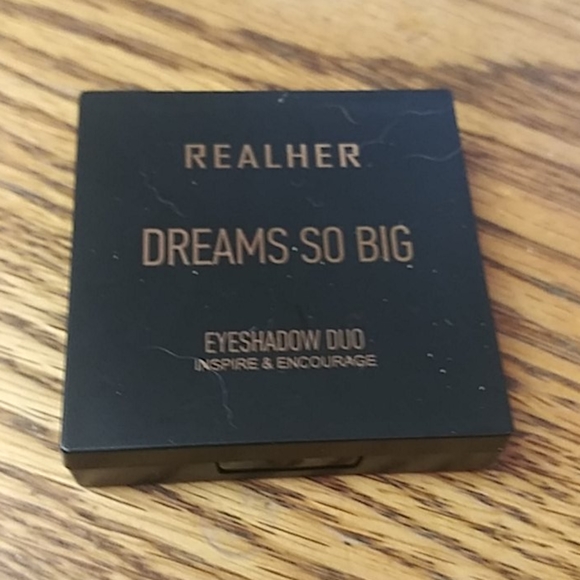 REALHER
DREAMS SO BIG
EYESHADOW DUO
INSPIRE & ENCOURAGE